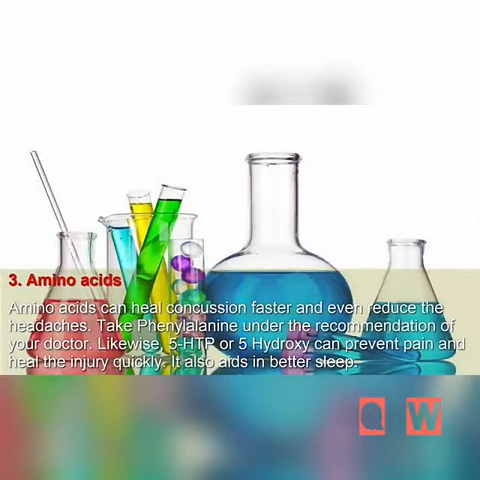 3. Amino acids
Amino acids can heal concussion faster and even reduce the
headaches. Take Phenylalanine under the recommendation of
your doctor. Likewise, 5-HTP or 5 Hydroxy can prevent pain and
heal the injury quickly. It also aids in better sleep.
Q W